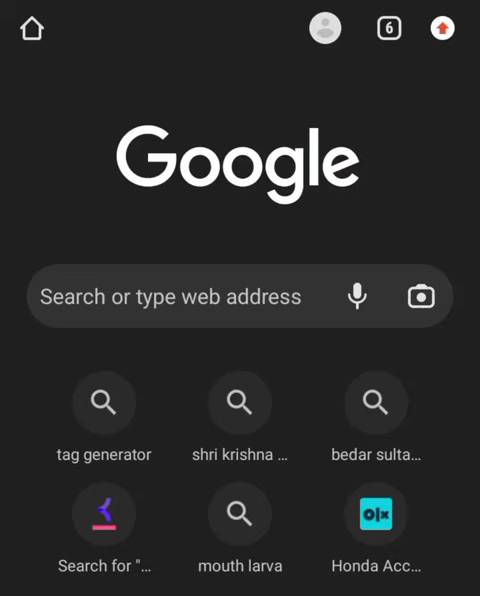 6
Google
Search or type web address
tag generator
shri krishna ...
bedar sulta...
Search for "...
mouth larva
olx
Honda Acc...